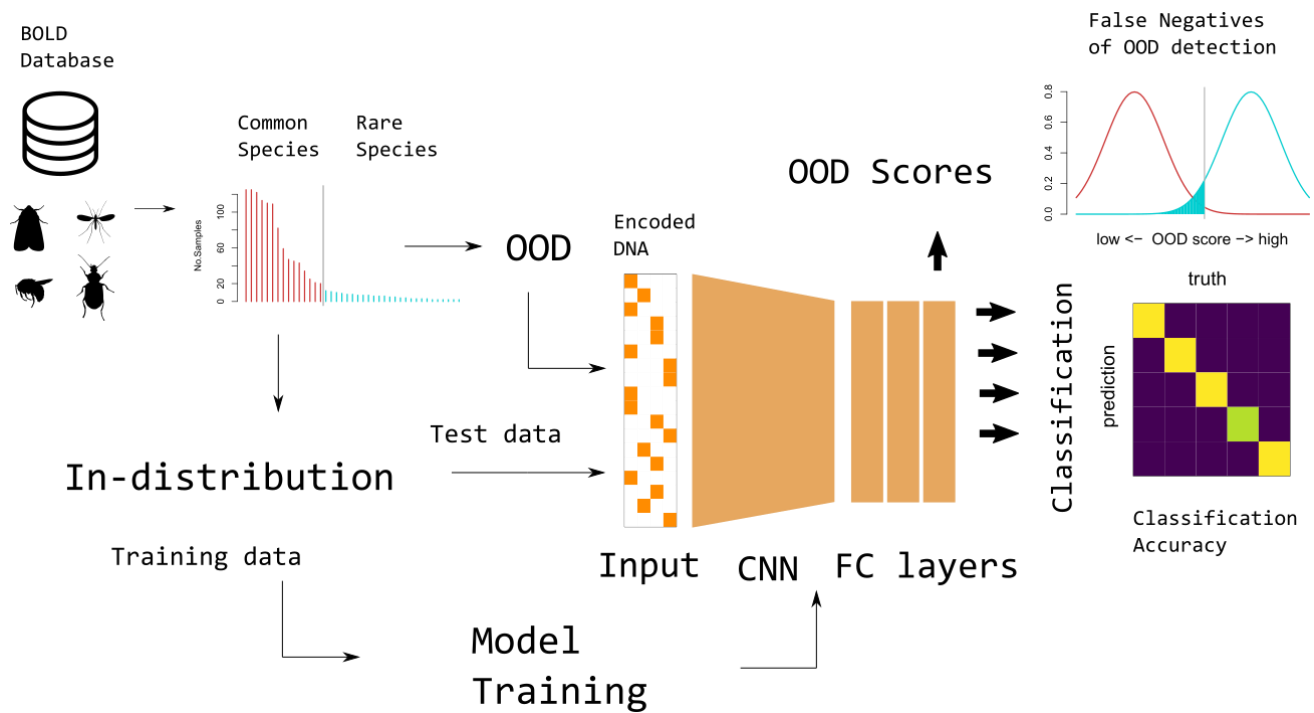 BOLD
Database
Common
Species
Rare
Species
No.Samples
100
60
20
0
OOD
Encoded
DNA
OOD Scores
False Negatives
of OOD detection
0.8
0.6
0.4
0.2
0.0
low <- OOD score -> high
truth
prediction
Classification
Classification
Accuracy
Test data
In-distribution
Training data
Input
CNN
FC layers
Model
Training